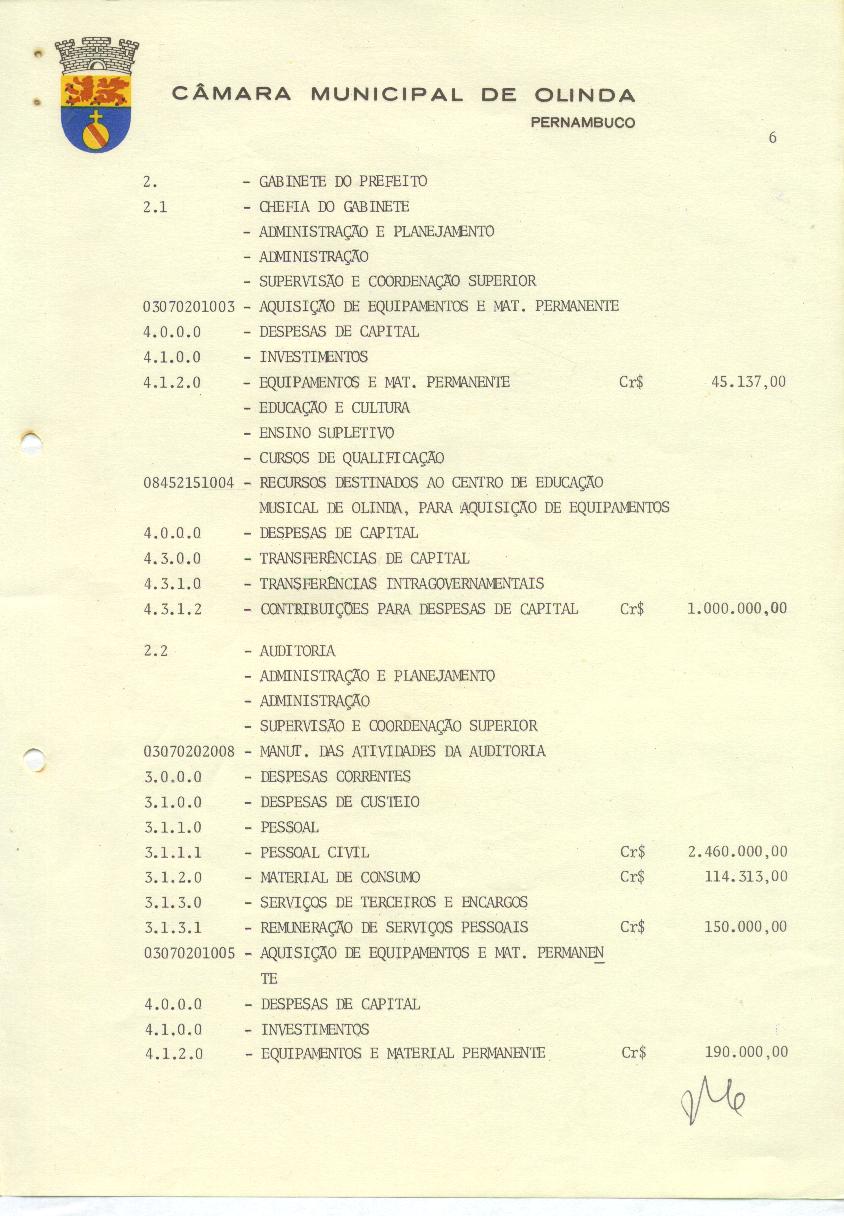 CÂMARA MUNICIPAL DE OLINDA
PERNAMBUCO
6
2. - GABINETE DO PREFEITO
2.1 - CHEFIA DO GABINETE
- ADMINISTRAÇÃO E PLANEJAMENTO
- ADMINISTRAÇÃO
- SUPERVISÃO E COORDENAÇÃO SUPERIOR
03070201003 - AQUISIÇÃO DE EQUIPAMENTOS E MAT. PERMANENTE
4.0.0.0 - DESPESAS DE CAPITAL
4.1.0.0 - INVESTIMENTOS
4.1.2.0 - EQUIPAMENTOS E MAT. PERMANENTE Cr$ 45.137,00
- EDUCAÇÃO E CULTURA
- ENSINO SUPLETIVO
- CURSOS DE QUALIFICAÇÃO
08452151004 - RECURSOS DESTINADOS AO CENTRO DE EDUCAÇÃO
MUSICAL DE OLINDA, PARA AQUISIÇÃO DE EQUIPAMENTOS
4.0.0.0 - DESPESAS DE CAPITAL
4.3.0.0 - TRANSFERÊNCIAS DE CAPITAL
4.3.1.0 - TRANSFERÊNCIAS INTRAGOVERNAMENTAIS
4.3.1.2 - CONTRIBUIÇÕES PARA DESPESAS DE CAPITAL Cr$ 1.000.000,00
2.2 - AUDITORIA
- ADMINISTRAÇÃO E PLANEJAMENTO
- ADMINISTRAÇÃO
- SUPERVISÃO E COORDENAÇÃO SUPERIOR
03070202008 - MANUT. DAS ATIVIDADES DA AUDITORIA
3.0.0.0 - DESPESAS CORRENTES
3.1.0.0 - DESPESAS DE CUSTEIO
3.1.1.0 - PESSOAL
3.1.1.1 - PESSOAL CIVIL Cr$ 2.460.000,00
3.1.2.0 - MATERIAL DE CONSUMO Cr$ 114.313,00
3.1.3.0 - SERVIÇOS DE TERCEIROS E ENCARGOS
3.1.3.1 - REMUNERAÇÃO DE SERVIÇOS PESSOAIS Cr$ 150.000,00
03070201005 - AQUISIÇÃO DE EQUIPAMENTOS E MAT. PERMANEN
TE
4.0.0.0 - DESPESAS DE CAPITAL
4.1.0.0 - INVESTIMENTOS
4.1.2.0 - EQUIPAMENTOS E MATERIAL PERMANENTE Cr$ 190.000,00